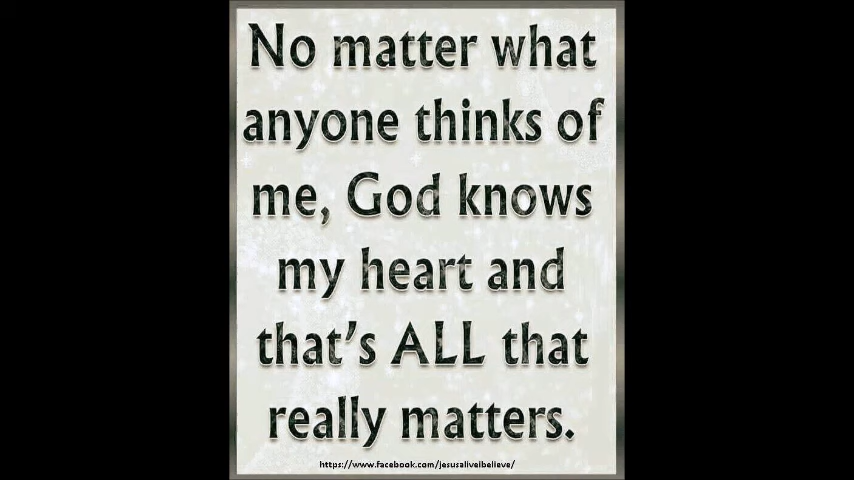 No matter what
anyone thinks of
me, God knows
my heart and
that's ALL that
really matters.
https://www.facebook.com/jesusaliveibelieve/